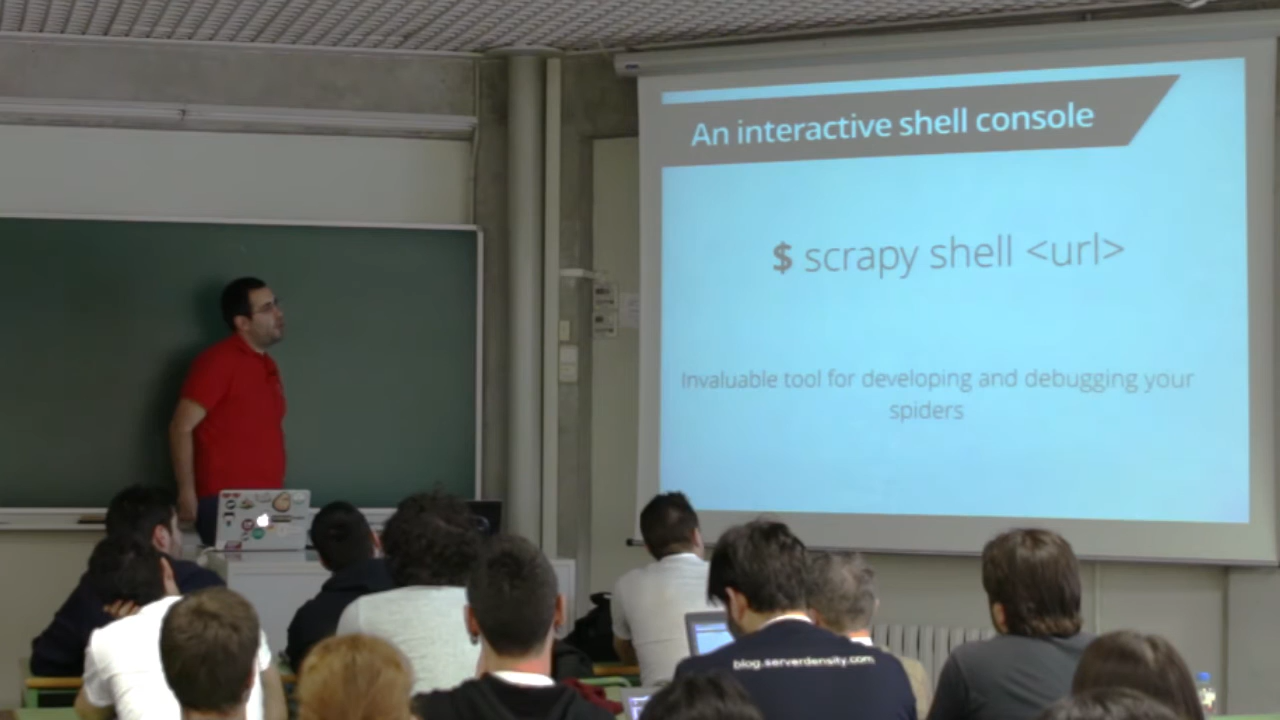 An interactive shell console
$ scrapy shell <url>
Invaluable tool for developing and debugging your
spiders
blog.serverdensity.com